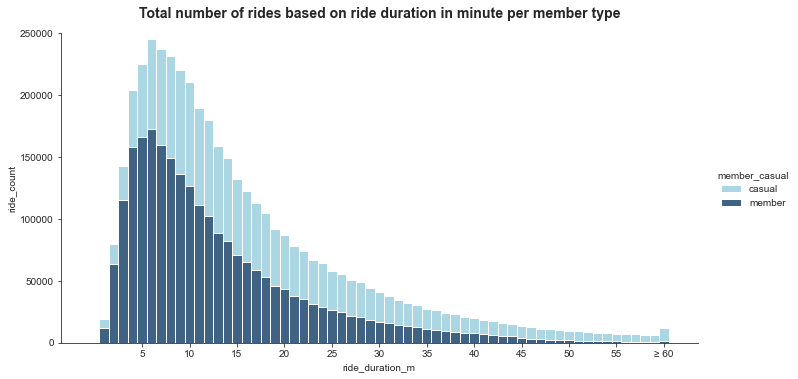 Total number of rides based on ride duration in minute per member type
250000
200000
150000
100000
50000
0
ride_count
5 10 15 20 25 30 35 40 45 50 55 ≥ 60
ride_duration_m
member_casual
casual
member